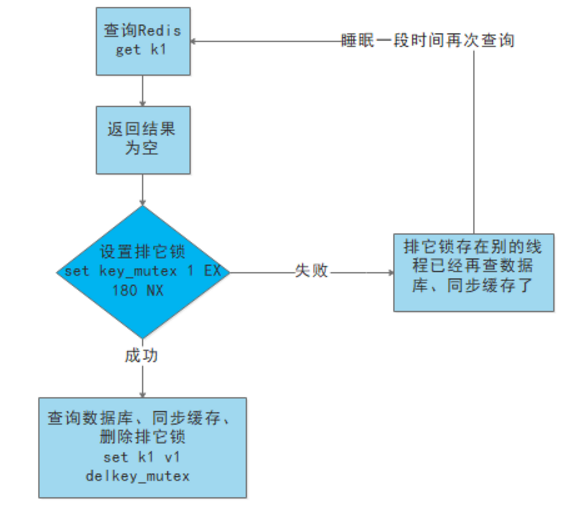 查询Redis
get k1
睡眠一段时间再次查询
返回结果
为空
设置排它锁
set key_mutex 1 EX
180 NX
失败
排它锁存在别的线
程已经再查数据
库、同步缓存了
成功
查询数据库、同步缓存、
删除排它锁
set k1 v1
delkey_mutex